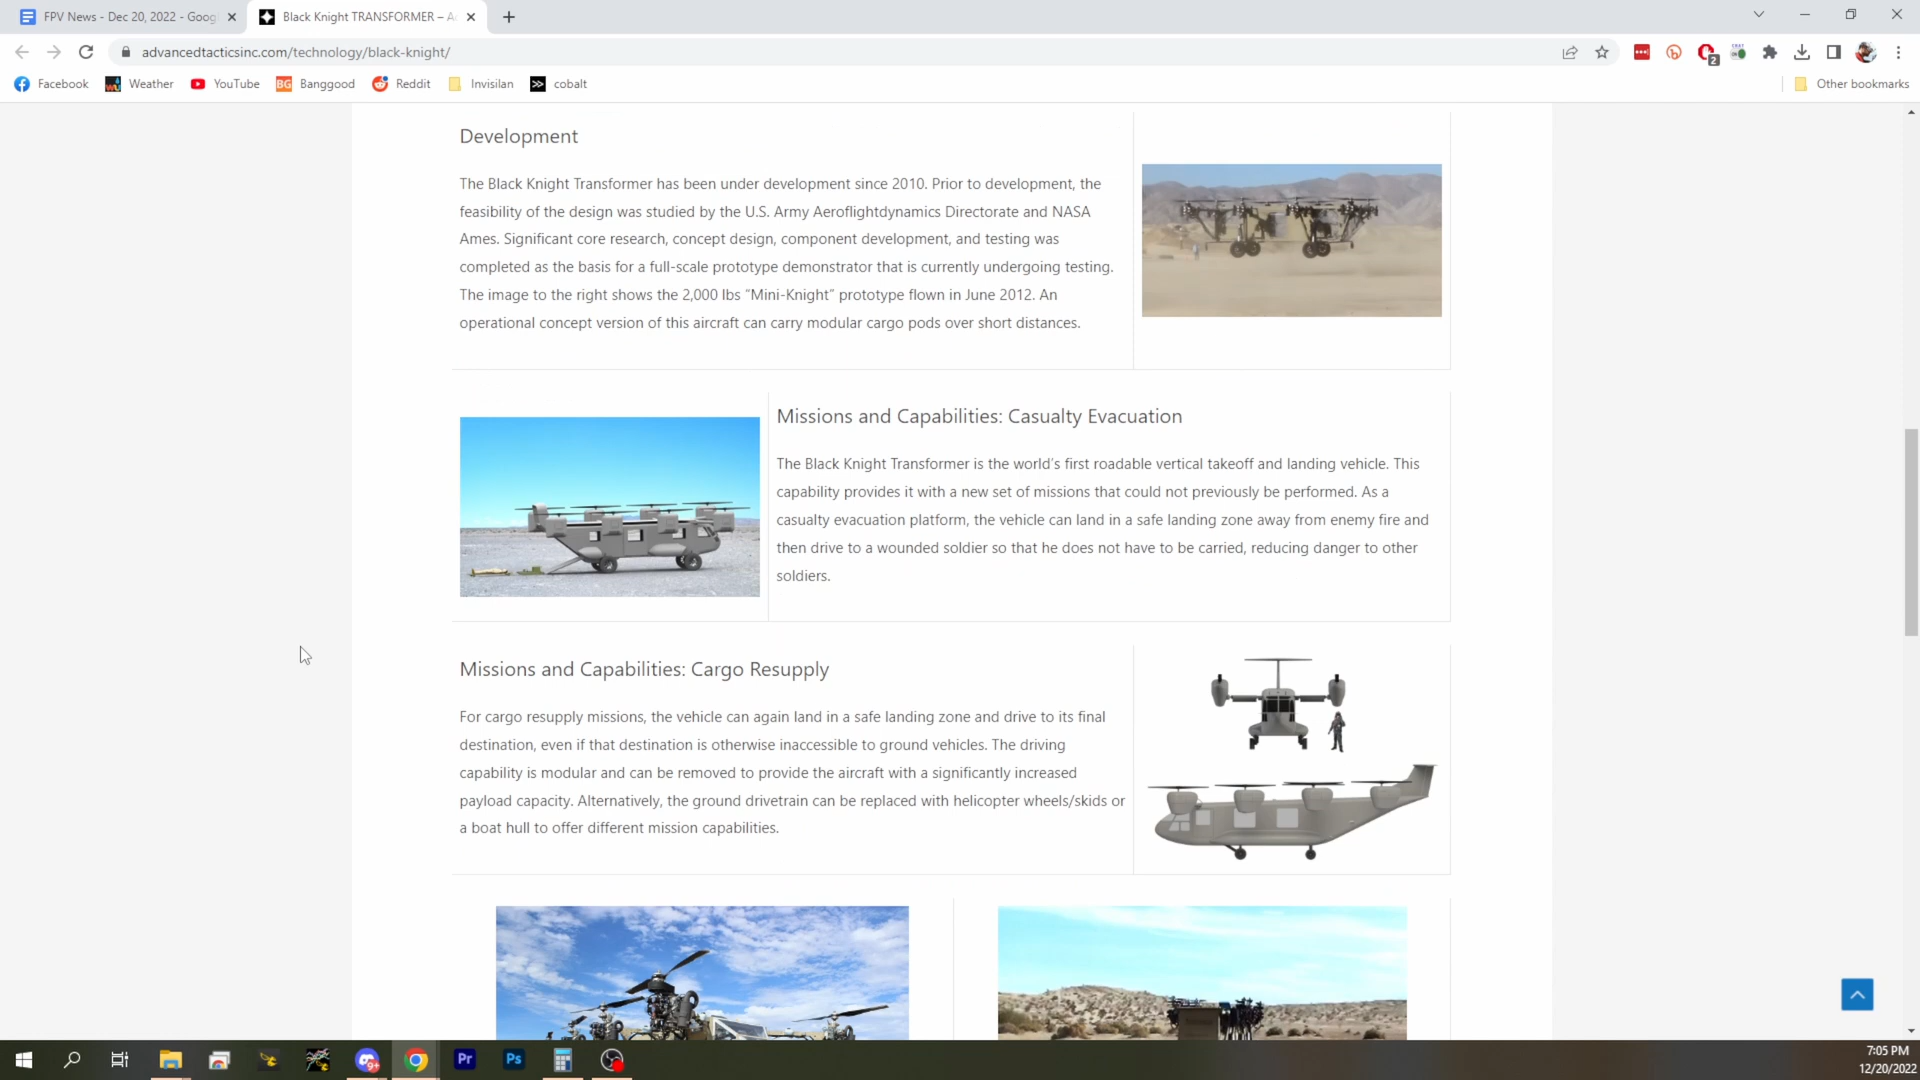 FPV News - Dec 20, 2022 - Goog
Black Knight TRANSFORMER – Ad
advancedtacticsinc.com/technology/black-knight/
Facebook
Weather
YouTube
BG
Banggood
Reddit
Invisilan
cobalt
Other bookmarks
2
Development
The Black Knight Transformer has been under development since 2010. Prior to development, the
feasibility of the design was studied by the U.S. Army Aeroflightdynamics Directorate and NASA
Ames. Significant core research, concept design, component development, and testing was
completed as the basis for a full-scale prototype demonstrator that is currently undergoing testing.
The image to the right shows the 2,000 lbs “Mini-Knight” prototype flown in June 2012. An
operational concept version of this aircraft can carry modular cargo pods over short distances.
Missions and Capabilities: Casualty Evacuation
The Black Knight Transformer is the world’s first roadable vertical takeoff and landing vehicle. This
capability provides it with a new set of missions that could not previously be performed. As a
casualty evacuation platform, the vehicle can land in a safe landing zone away from enemy fire and
then drive to a wounded soldier so that he does not have to be carried, reducing danger to other
soldiers.
Missions and Capabilities: Cargo Resupply
For cargo resupply missions, the vehicle can again land in a safe landing zone and drive to its final
destination, even if that destination is otherwise inaccessible to ground vehicles. The driving
capability is modular and can be removed to provide the aircraft with a significantly increased
payload capacity. Alternatively, the ground drivetrain can be replaced with helicopter wheels/skids or
a boat hull to offer different mission capabilities.
9+
Pr
Ps
7:05 PM
12/20/2022